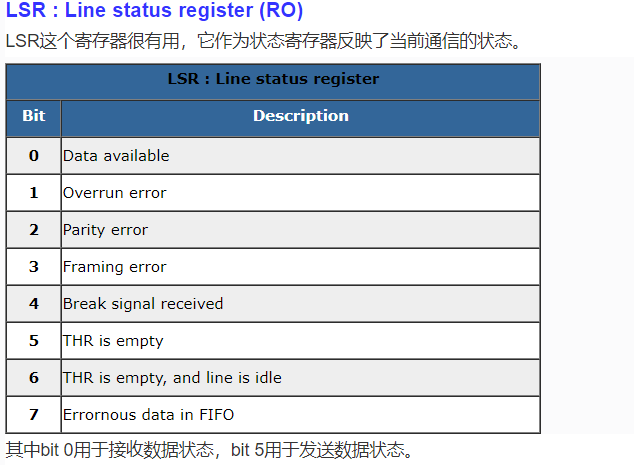 LSR : Line status register (RO)
LSR这个寄存器很有用，它作为状态寄存器反映了当前通信的状态。
LSR : Line status register
Bit Description
0 Data available
1 Overrun error
2 Parity error
3 Framing error
4 Break signal received
5 THR is empty
6 THR is empty, and line is idle
7 Errornous data in FIFO
其中bit 0用于接收数据状态，bit 5用于发送数据状态。